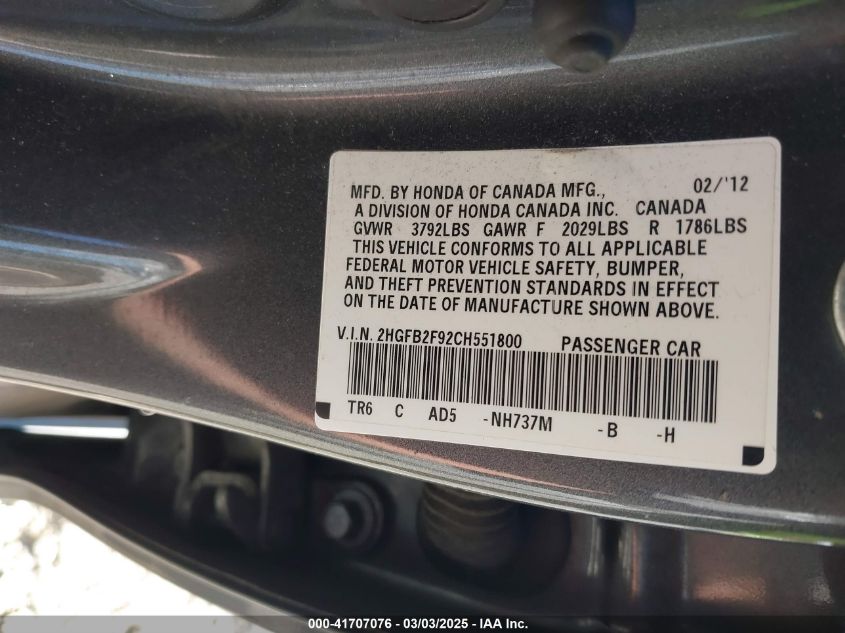 MFD. BY HONDA OF CANADA MFG., 02/'12
A DIVISION OF HONDA CANADA INC. CANADA
GVWR 3792LBS GAWR F 2029LBS R 1786LBS
THIS VEHICLE CONFORMS TO ALL APPLICABLE
FEDERAL MOTOR VEHICLE SAFETY, BUMPER,
AND THEFT PREVENTION STANDARDS IN EFFECT
ON THE DATE OF MANUFACTURE SHOWN ABOVE.
V.I.N. 2HGFB2F92CH551800 PASSENGER CAR
TR6 C AD5 -NH737M -B -H
000-41707076 - 03/03/2025 - IAA Inc.